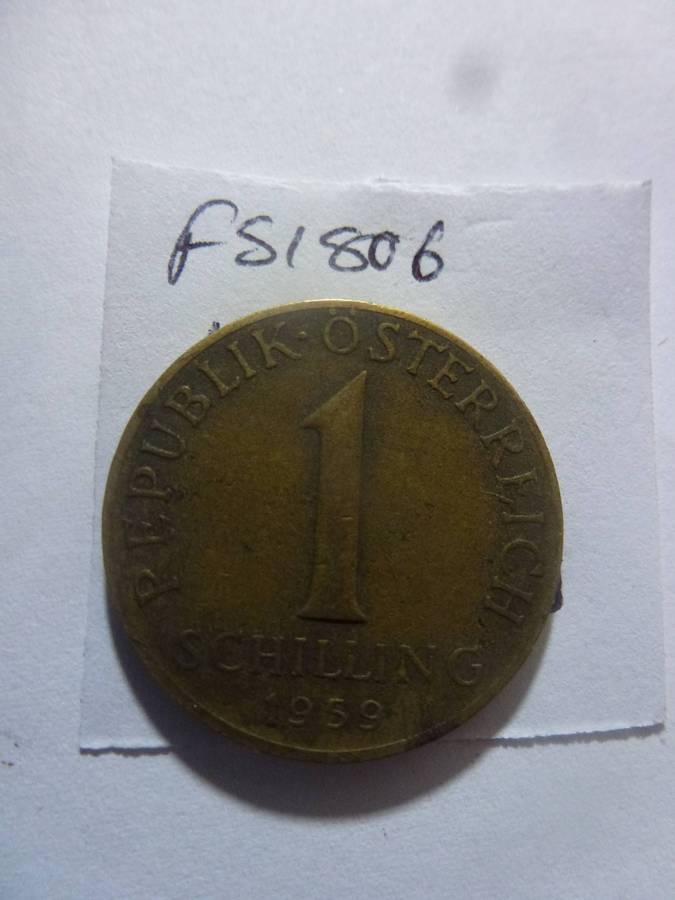 FS1806
REPUBLIK·ÖSTERREICH
1
SCHILLING
1959